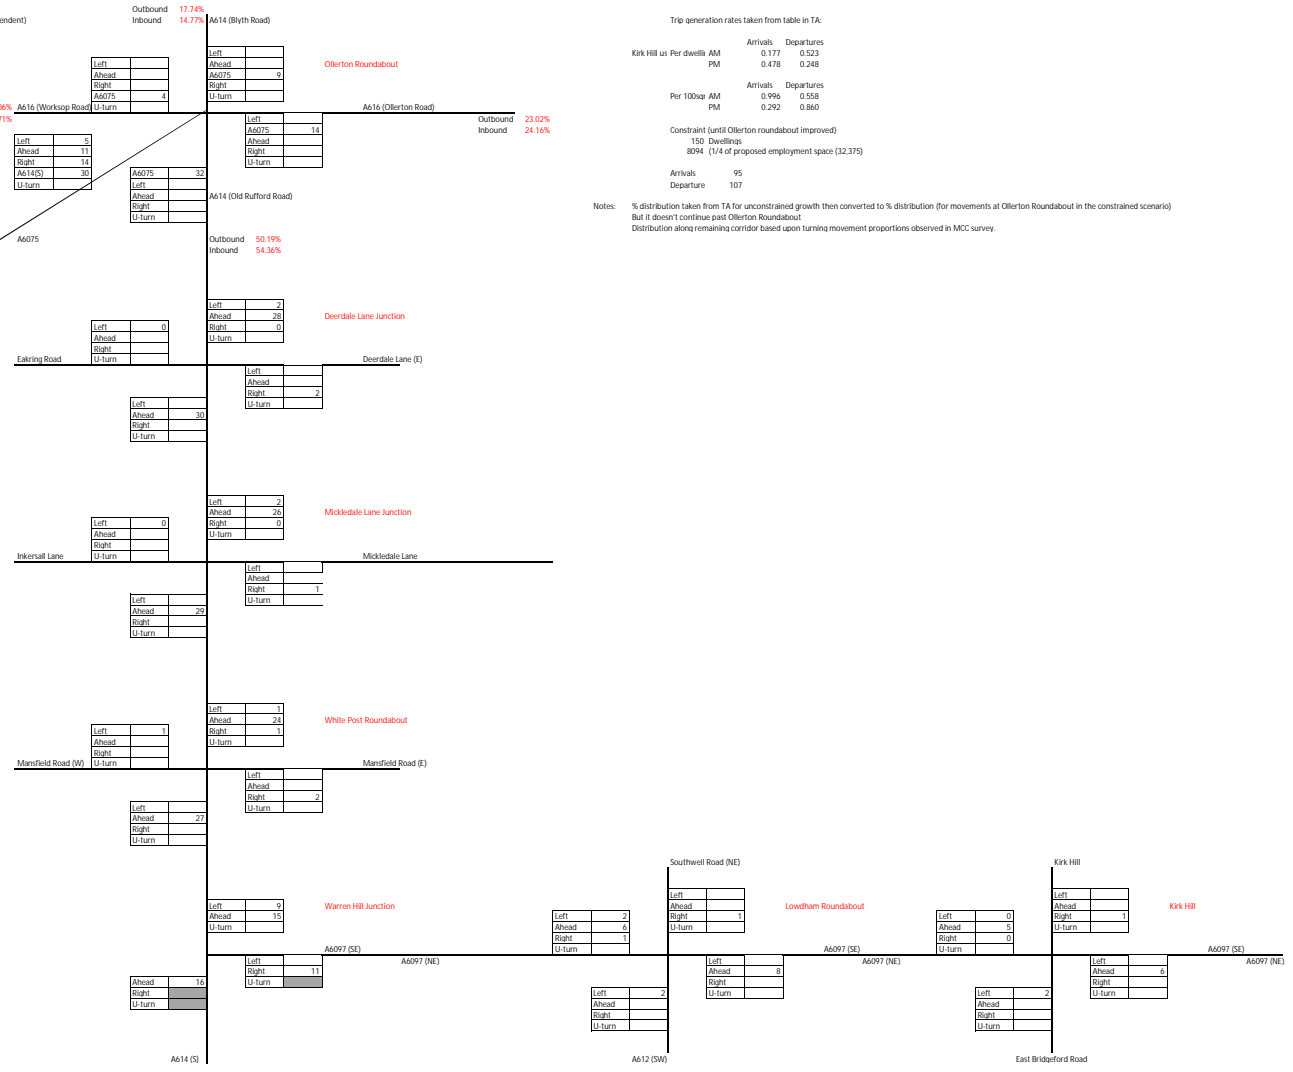 Outbound 17.74%
endent) Inbound 14.77% A614 (Blyth Road)
Trip generation rates taken from table in TA:
Arrivals Departures
Kirk Hill us Per dwelli AM 0.177 0.523
PM 0.478 0.248
Arrivals Departures
Per 100sq AM 0.996 0.558
PM 0.292 0.860
Constraint (until Ollerton roundabout improved)
150 Dwellings
8094 (1/4 of proposed employment space (32,375)
Arrivals 95
Departure 107
Notes: % distribution taken from TA for unconstrained growth then converted to % distribution (for movements at Ollerton Roundabout in the constrained scenario)
But it doesn't continue past Ollerton Roundabout
Distribution along remaining corridor based upon turning movement proportions observed in MCC survey.
Left
Ahead
A6075 9
Right
U-turn
Ollerton Roundabout
Left
Ahead
Right
A6075 4
U-turn
06% A616 (Worksop Road)
71%
A616 (Ollerton Road)
Outbound 23.02%
Inbound 24.16%
Left
A6075 14
Ahead
Right
U-turn
Left 5
Ahead 11
Right 14
A614(S) 30
U-turn
A6075 32
Left
Ahead
Right
U-turn
A614 (Old Rufford Road)
A6075
Outbound 50.19%
Inbound 54.36%
Left 2
Ahead 28
Right 0
U-turn
Deerdale Lane Junction
Left 0
Ahead
Right
U-turn
Eakring Road
Deerdale Lane (E)
Left
Ahead
Right 2
U-turn
Left
Ahead 30
Right
U-turn
Left 2
Ahead 26
Right 0
U-turn
Mickledale Lane Junction
Left 0
Ahead
Right
U-turn
Inkersall Lane
Mickledale Lane
Left
Ahead
Right 1
U-turn
Left
Ahead 29
Right
U-turn
Left 1
Ahead 24
Right 1
U-turn
White Post Roundabout
Left 1
Ahead
Right
U-turn
Mansfield Road (W)
Mansfield Road (E)
Left
Ahead
Right 2
U-turn
Left
Ahead 27
Right
U-turn
Left 9
Ahead 15
U-turn
Warren Hill Junction
A6097 (SE)
A6097 (NE)
Left
Right 11
U-turn
Ahead 16
Right
U-turn
A614 (S)
Southwell Road (NE)
Left
Ahead
Right 1
U-turn
Lowdham Roundabout
Left 2
Ahead 6
Right 1
U-turn
A6097 (SE)
A6097 (NE)
Left
Ahead 8
Right
U-turn
Left 2
Ahead
Right
U-turn
A612 (SW)
Kirk Hill
Left
Ahead
Right 1
U-turn
Kirk Hill
Left 0
Ahead 5
Right 0
U-turn
A6097 (SE)
A6097 (NE)
Left
Ahead 6
Right
U-turn
Left 2
Ahead
Right
U-turn
East Bridgeford Road